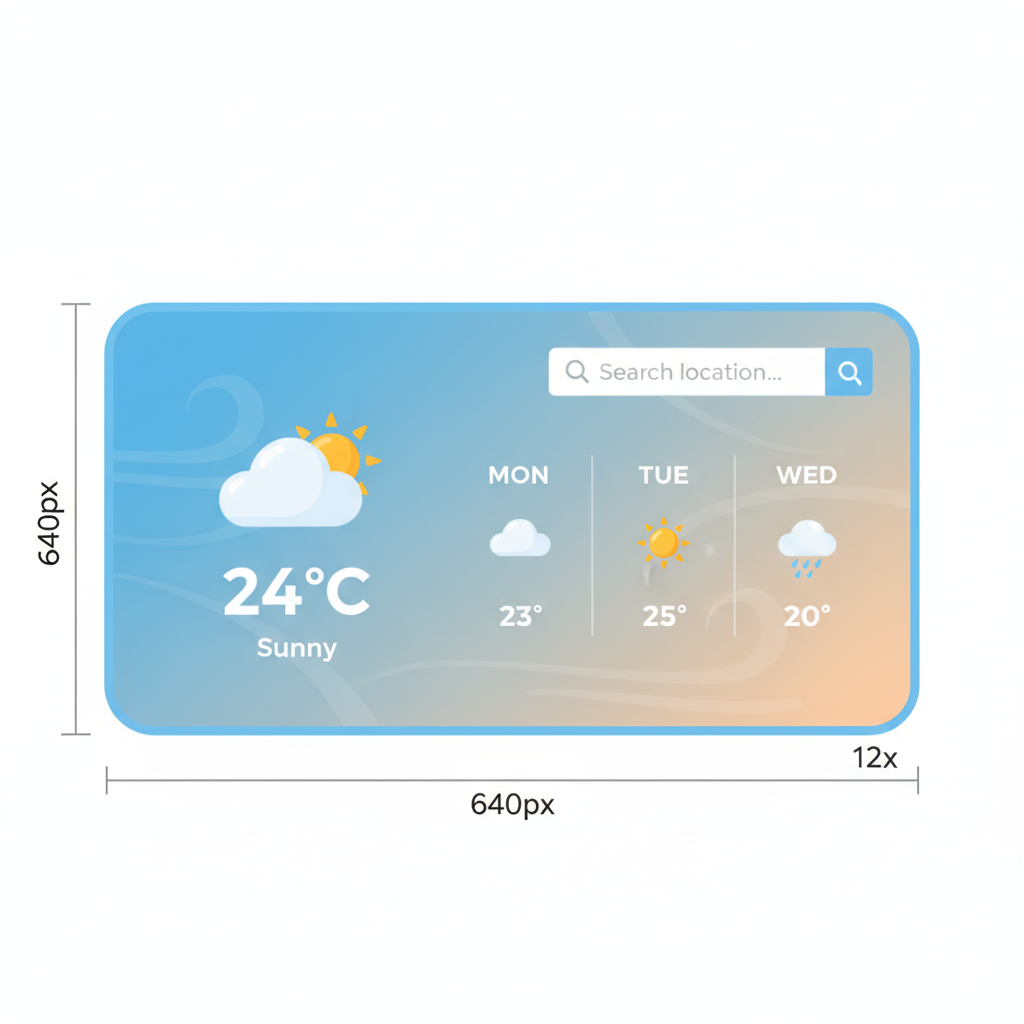 Search location...
MON
TUE
WED
24°C
Sunny
23°
25°
20°
640px
12x
640px